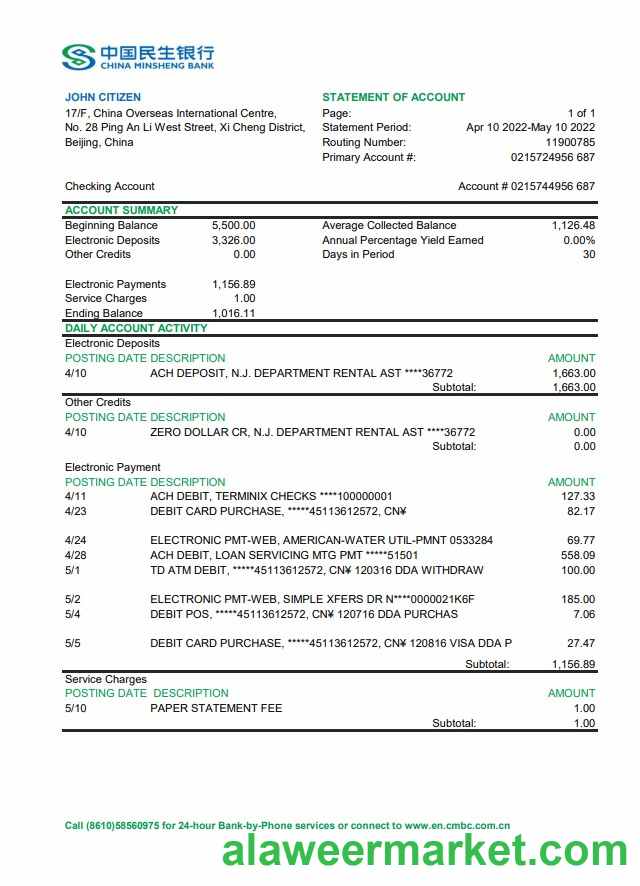 中国民生银行
CHINA MINSHENG BANK
JOHN CITIZEN STATEMENT OF ACCOUNT
17/F, China Overseas International Centre, Page: 1 of 1
No. 28 Ping An Li West Street, Xi Cheng District, Statement Period: Apr 10 2022-May 10 2022
Beijing, China Routing Number: 11900785
Primary Account #: 0215724956 687
Checking Account Account # 0215744956 687
ACCOUNT SUMMARY
Beginning Balance 5,500.00 Average Collected Balance 1,126.48
Electronic Deposits 3,326.00 Annual Percentage Yield Earned 0.00%
Other Credits 0.00 Days in Period 30
Electronic Payments 1,156.89
Service Charges 1.00
Ending Balance 1,016.11
DAILY ACCOUNT ACTIVITY
Electronic Deposits
POSTING DATE DESCRIPTION AMOUNT
4/10 ACH DEPOSIT, N.J. DEPARTMENT RENTAL AST ****36772 1,663.00
Subtotal: 1,663.00
Other Credits
POSTING DATE DESCRIPTION AMOUNT
4/10 ZERO DOLLAR CR, N.J. DEPARTMENT RENTAL AST ****36772 0.00
Subtotal: 0.00
Electronic Payment
POSTING DATE DESCRIPTION AMOUNT
4/11 ACH DEBIT, TERMINIX CHECKS ****100000001 127.33
4/23 DEBIT CARD PURCHASE, *****45113612572, CN¥ 82.17
4/24 ELECTRONIC PMT-WEB, AMERICAN-WATER UTIL-PMNT 0533284 69.77
4/28 ACH DEBIT, LOAN SERVICING MTG PMT *****51501 558.09
5/1 TD ATM DEBIT, *****45113612572, CN¥ 120316 DDA WITHDRAW 100.00
5/2 ELECTRONIC PMT-WEB, SIMPLE XFERS DR N****0000021K6F 185.00
5/4 DEBIT POS, *****45113612572, CN¥ 120716 DDA PURCHAS 7.06
5/5 DEBIT CARD PURCHASE, *****45113612572, CN¥ 120816 VISA DDA P 27.47
Subtotal: 1,156.89
Service Charges
POSTING DATE DESCRIPTION AMOUNT
5/10 PAPER STATEMENT FEE 1.00
Subtotal: 1.00
Call (8610)58560975 for 24-hour Bank-by-Phone services or connect to www.en.cmbc.com.cn
alaweermarket.com